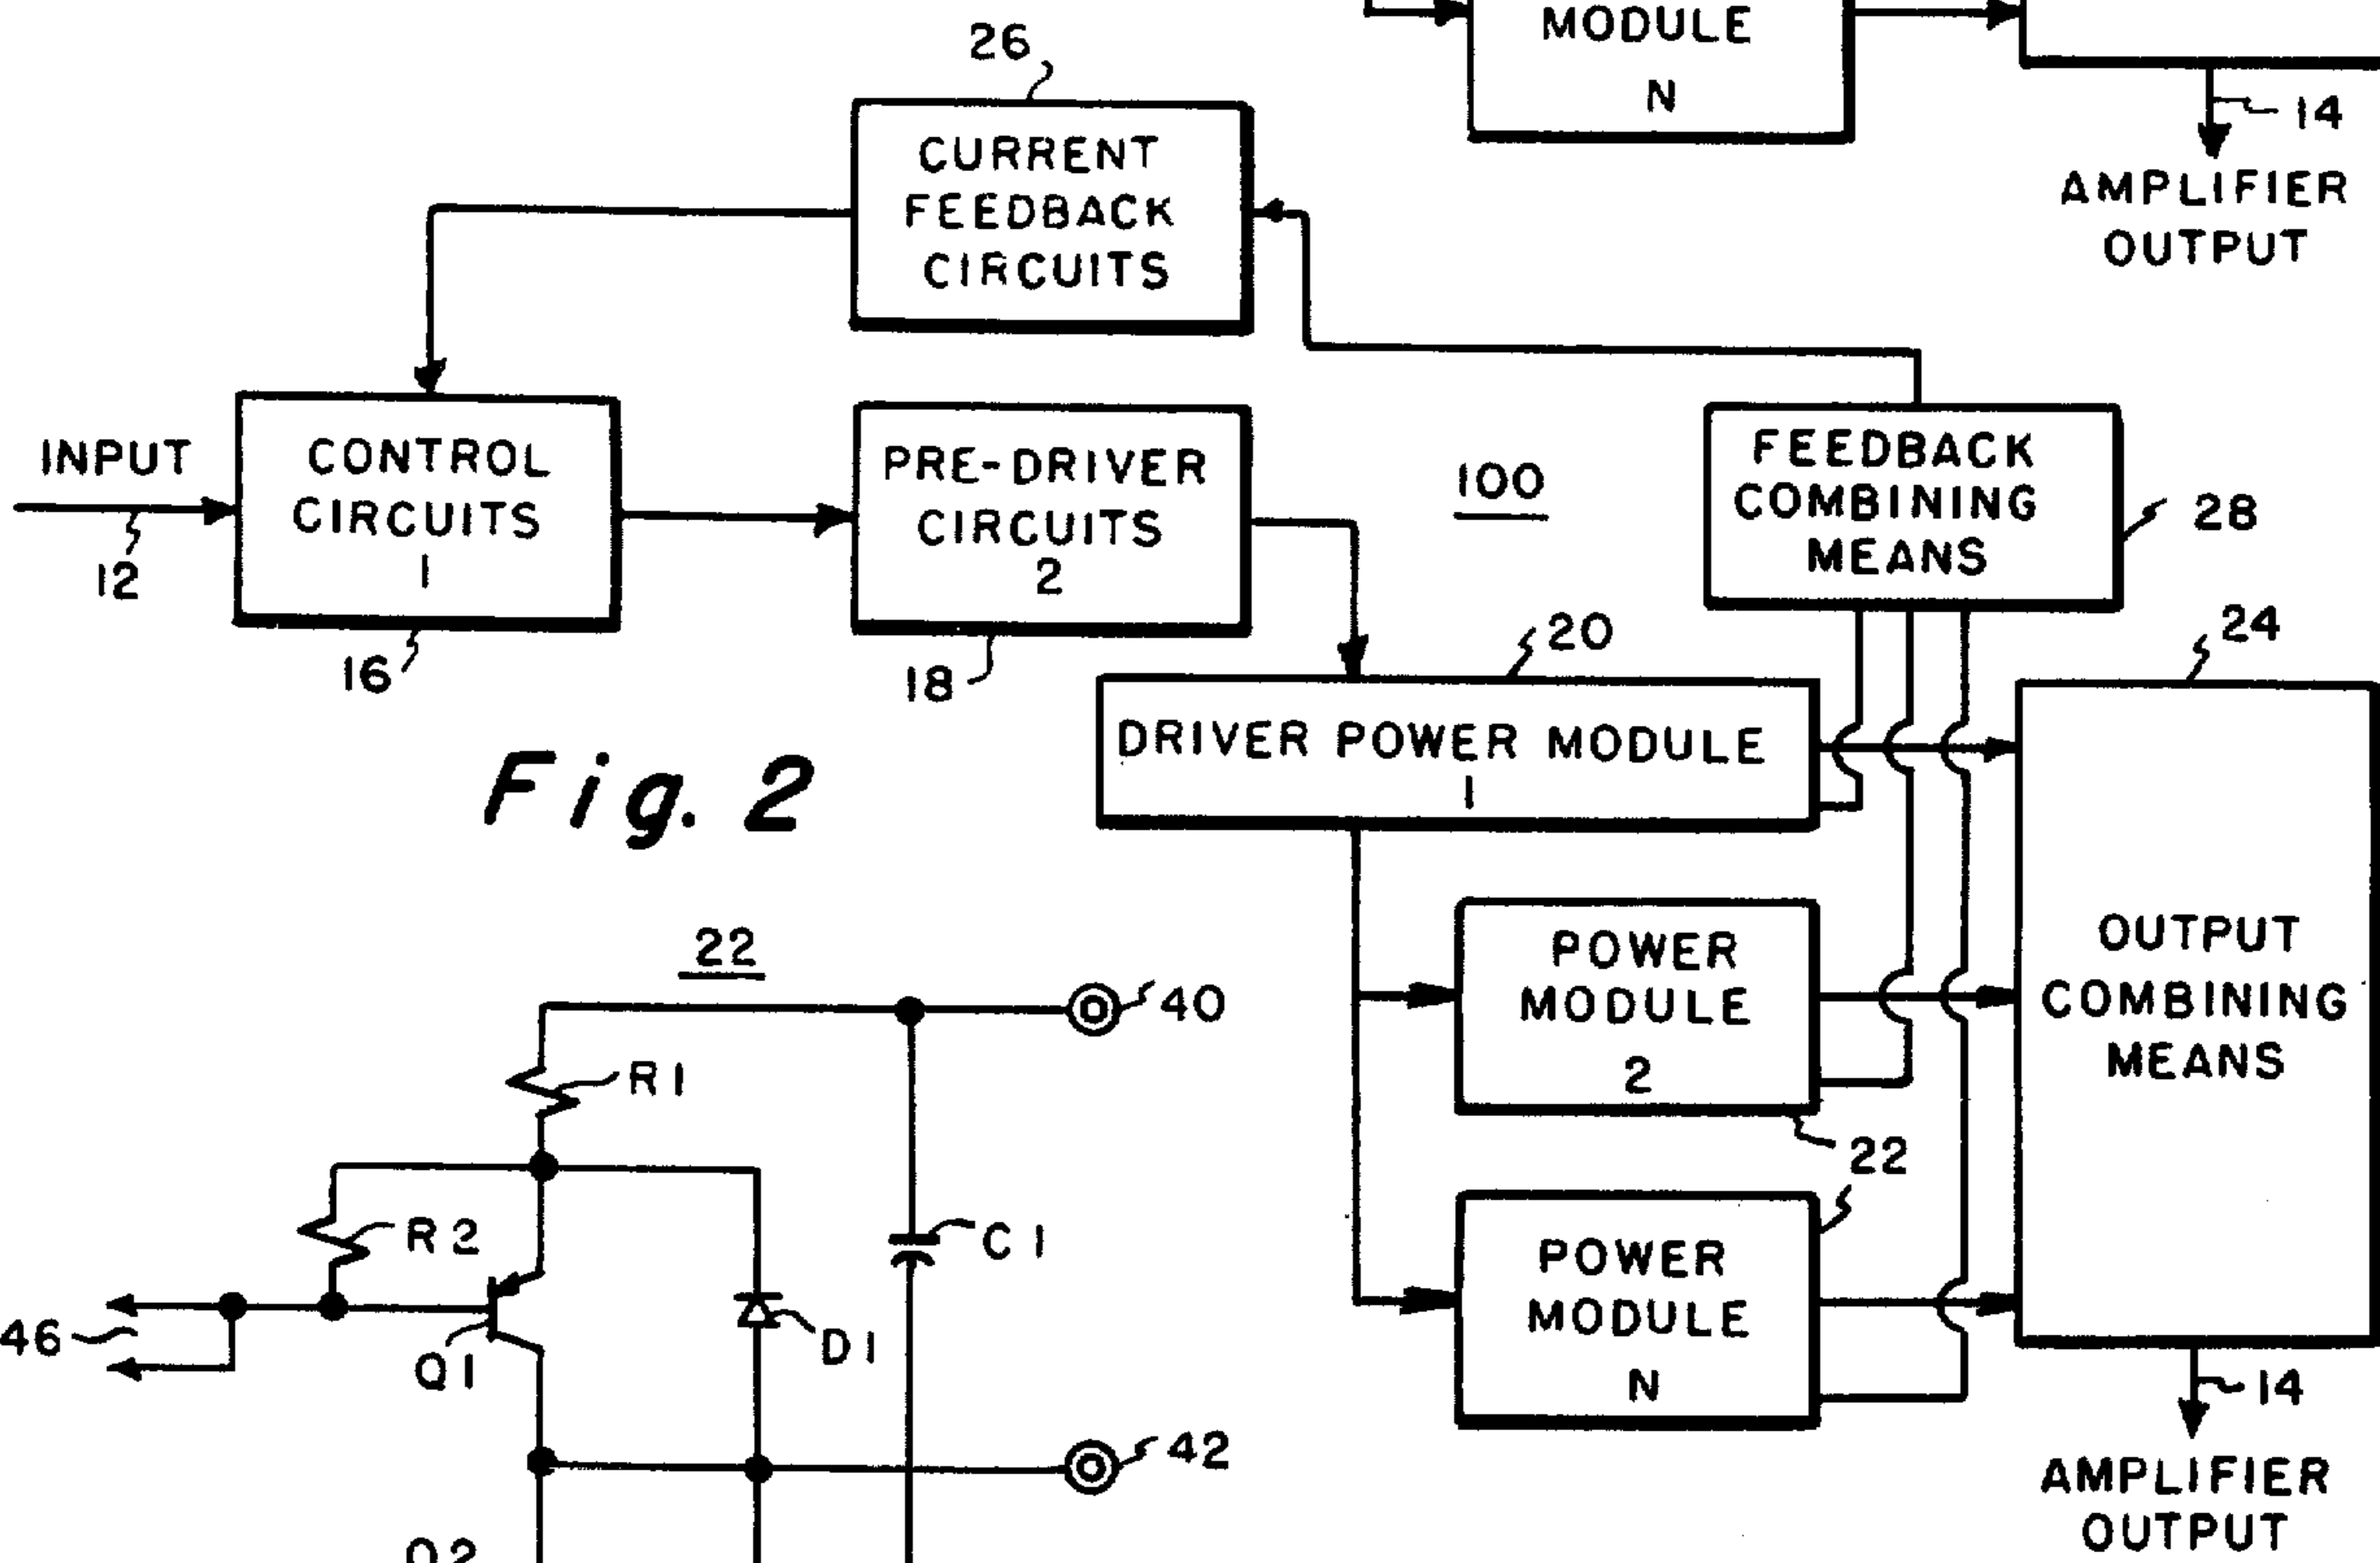 MODULE
N
14
AMPLIFIER
OUTPUT
26
CURRENT
FEEDBACK
CIRCUITS
INPUT
12
CONTROL
CIRCUITS
1
16
PRE-DRIVER
CIRCUITS
2
18
100
FEEDBACK
COMBINING
MEANS
28
20
24
DRIVER POWER MODULE
1
Fig. 2
POWER
MODULE
2
22
POWER
MODULE
N
OUTPUT
COMBINING
MEANS
14
AMPLIFIER
OUTPUT
22
40
R1
R2
C1
46
Q1
D1
42
Q2